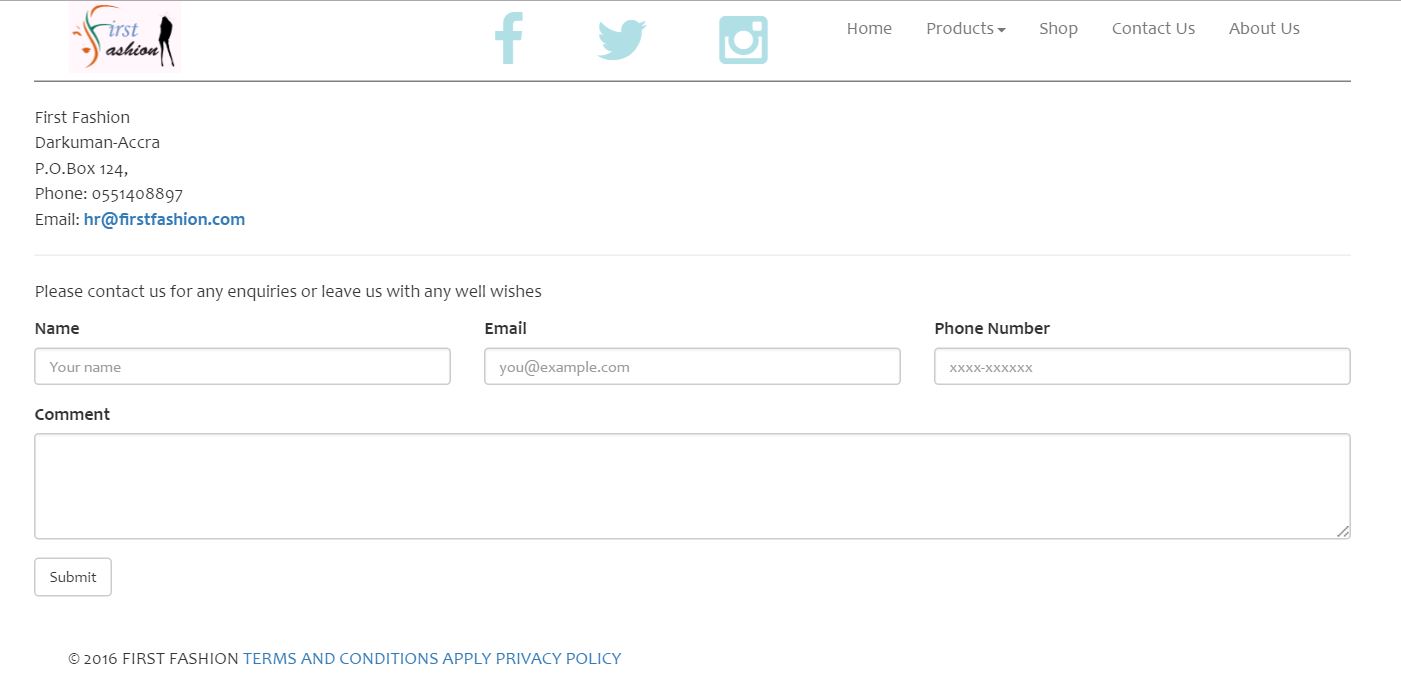 First
Fashion
Home Products Shop Contact Us About Us
First Fashion
Darkuman-Accra
P.O.Box 124,
Phone: 0551408897
Email: hr@firstfashion.com
Please contact us for any enquiries or leave us with any well wishes
Name Email Phone Number
Your name you@example.com xxxx-xxxxxx
Comment
Submit
© 2016 FIRST FASHION TERMS AND CONDITIONS APPLY PRIVACY POLICY